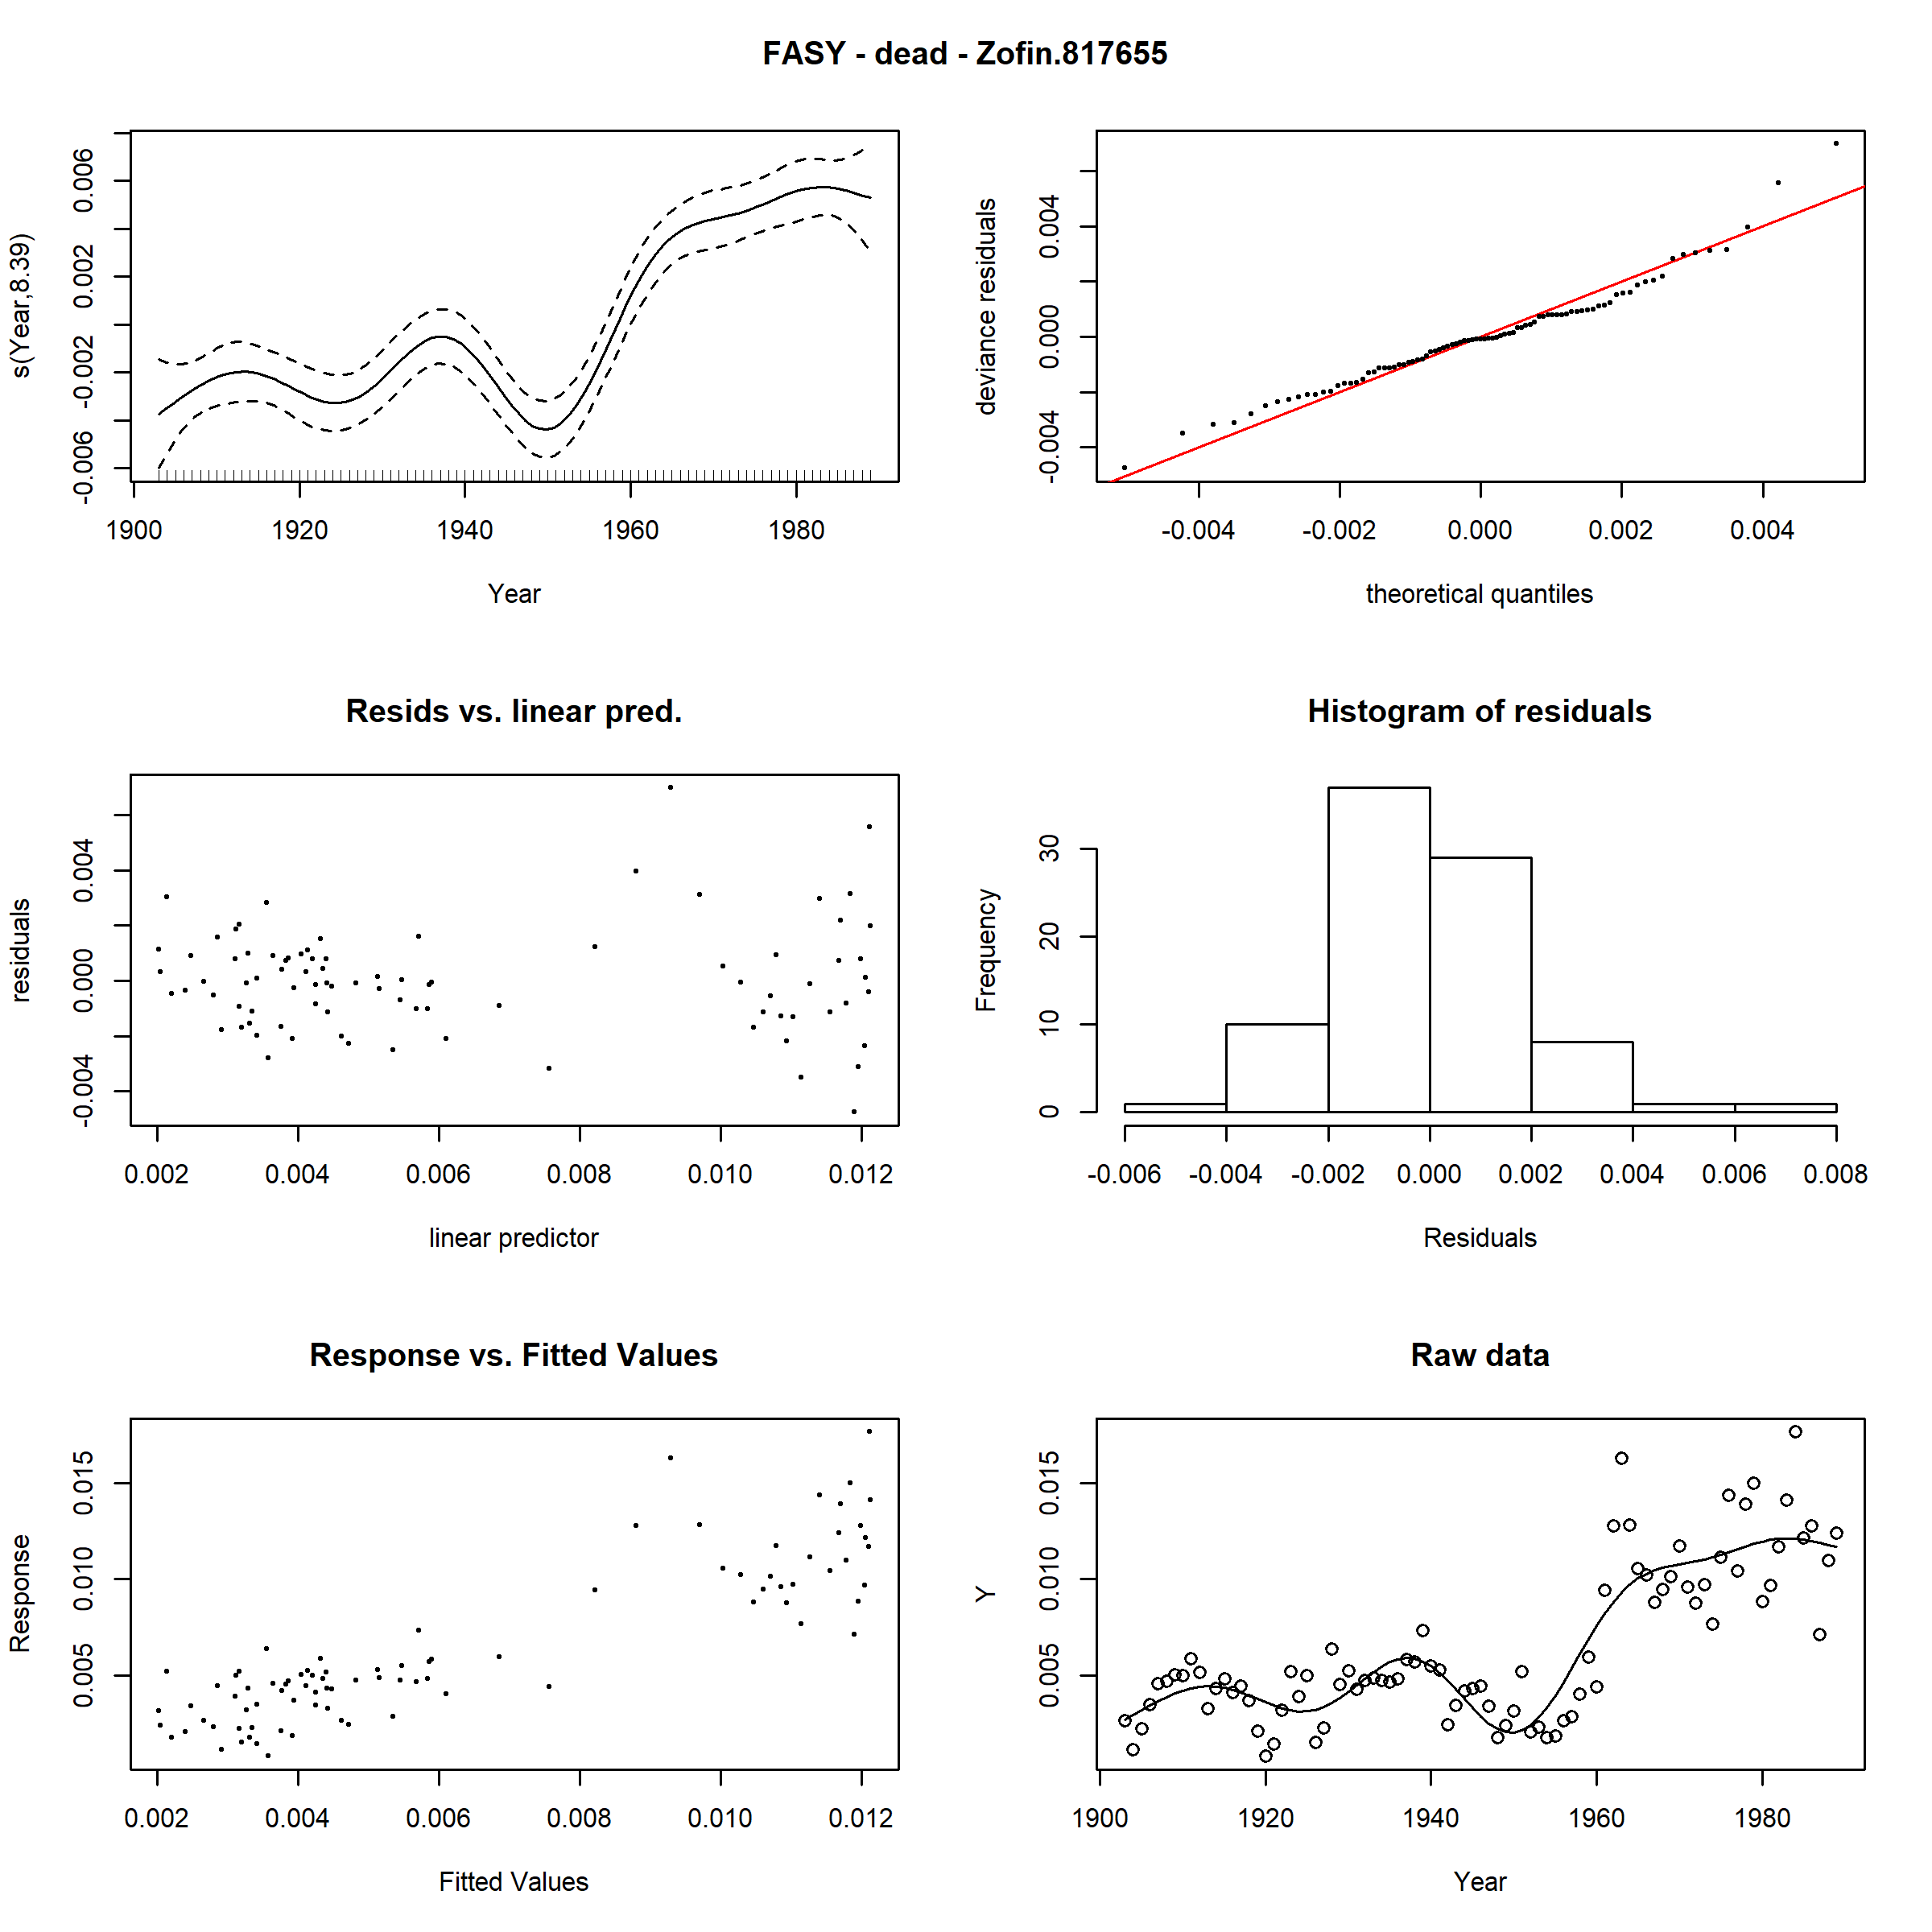 FASY - dead - Zofin.817655
s(Year,8.39)
-0.006 -0.002 0.002 0.006
1900 1920 1940 1960 1980
Year
deviance residuals
-0.004 0.000 0.004
-0.004 -0.002 0.000 0.002 0.004
theoretical quantiles
Resids vs. linear pred.
residuals
-0.004 0.000 0.004
0.002 0.004 0.006 0.008 0.010 0.012
linear predictor
Histogram of residuals
Frequency
0 10 20 30
-0.006 -0.004 -0.002 0.000 0.002 0.004 0.006 0.008
Residuals
Response vs. Fitted Values
Response
0.005 0.010 0.015
0.002 0.004 0.006 0.008 0.010 0.012
Fitted Values
Raw data
Y
0.005 0.010 0.015
1900 1920 1940 1960 1980
Year